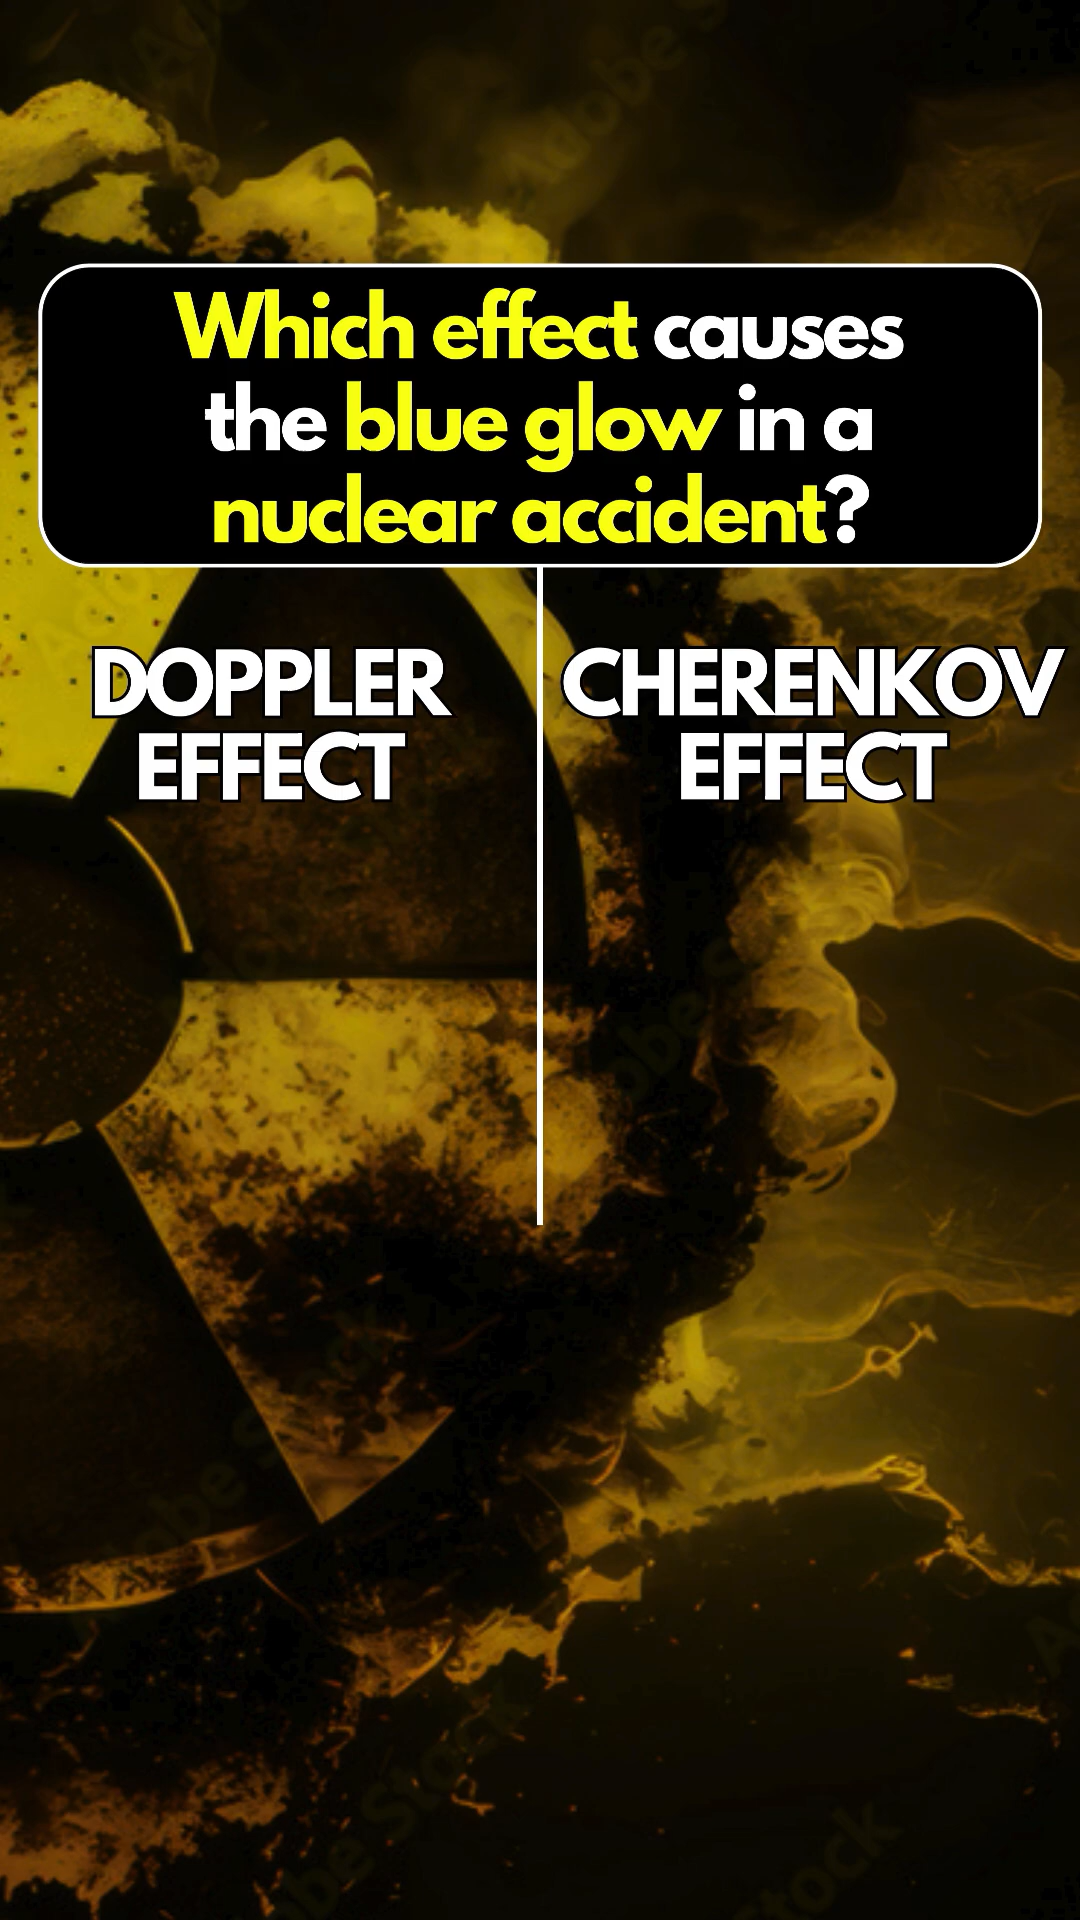 Which effect causes
the blue glow in a
nuclear accident?
DOPPLER
EFFECT
CHERENKOV
EFFECT